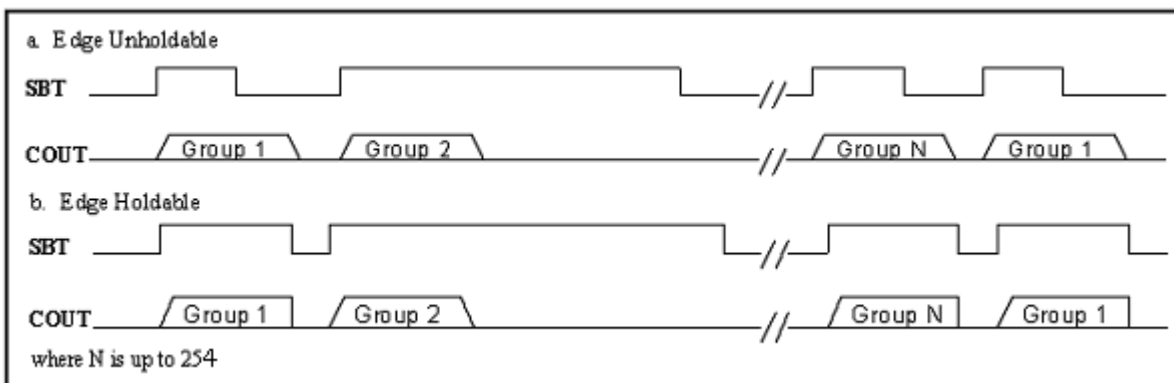 a. Edge Unholdable
SBT
Group 1 Group 2 Group N Group 1
COUT
b. Edge Holdable
SBT
Group 1 Group 2 Group N Group 1
COUT
where N is up to 254